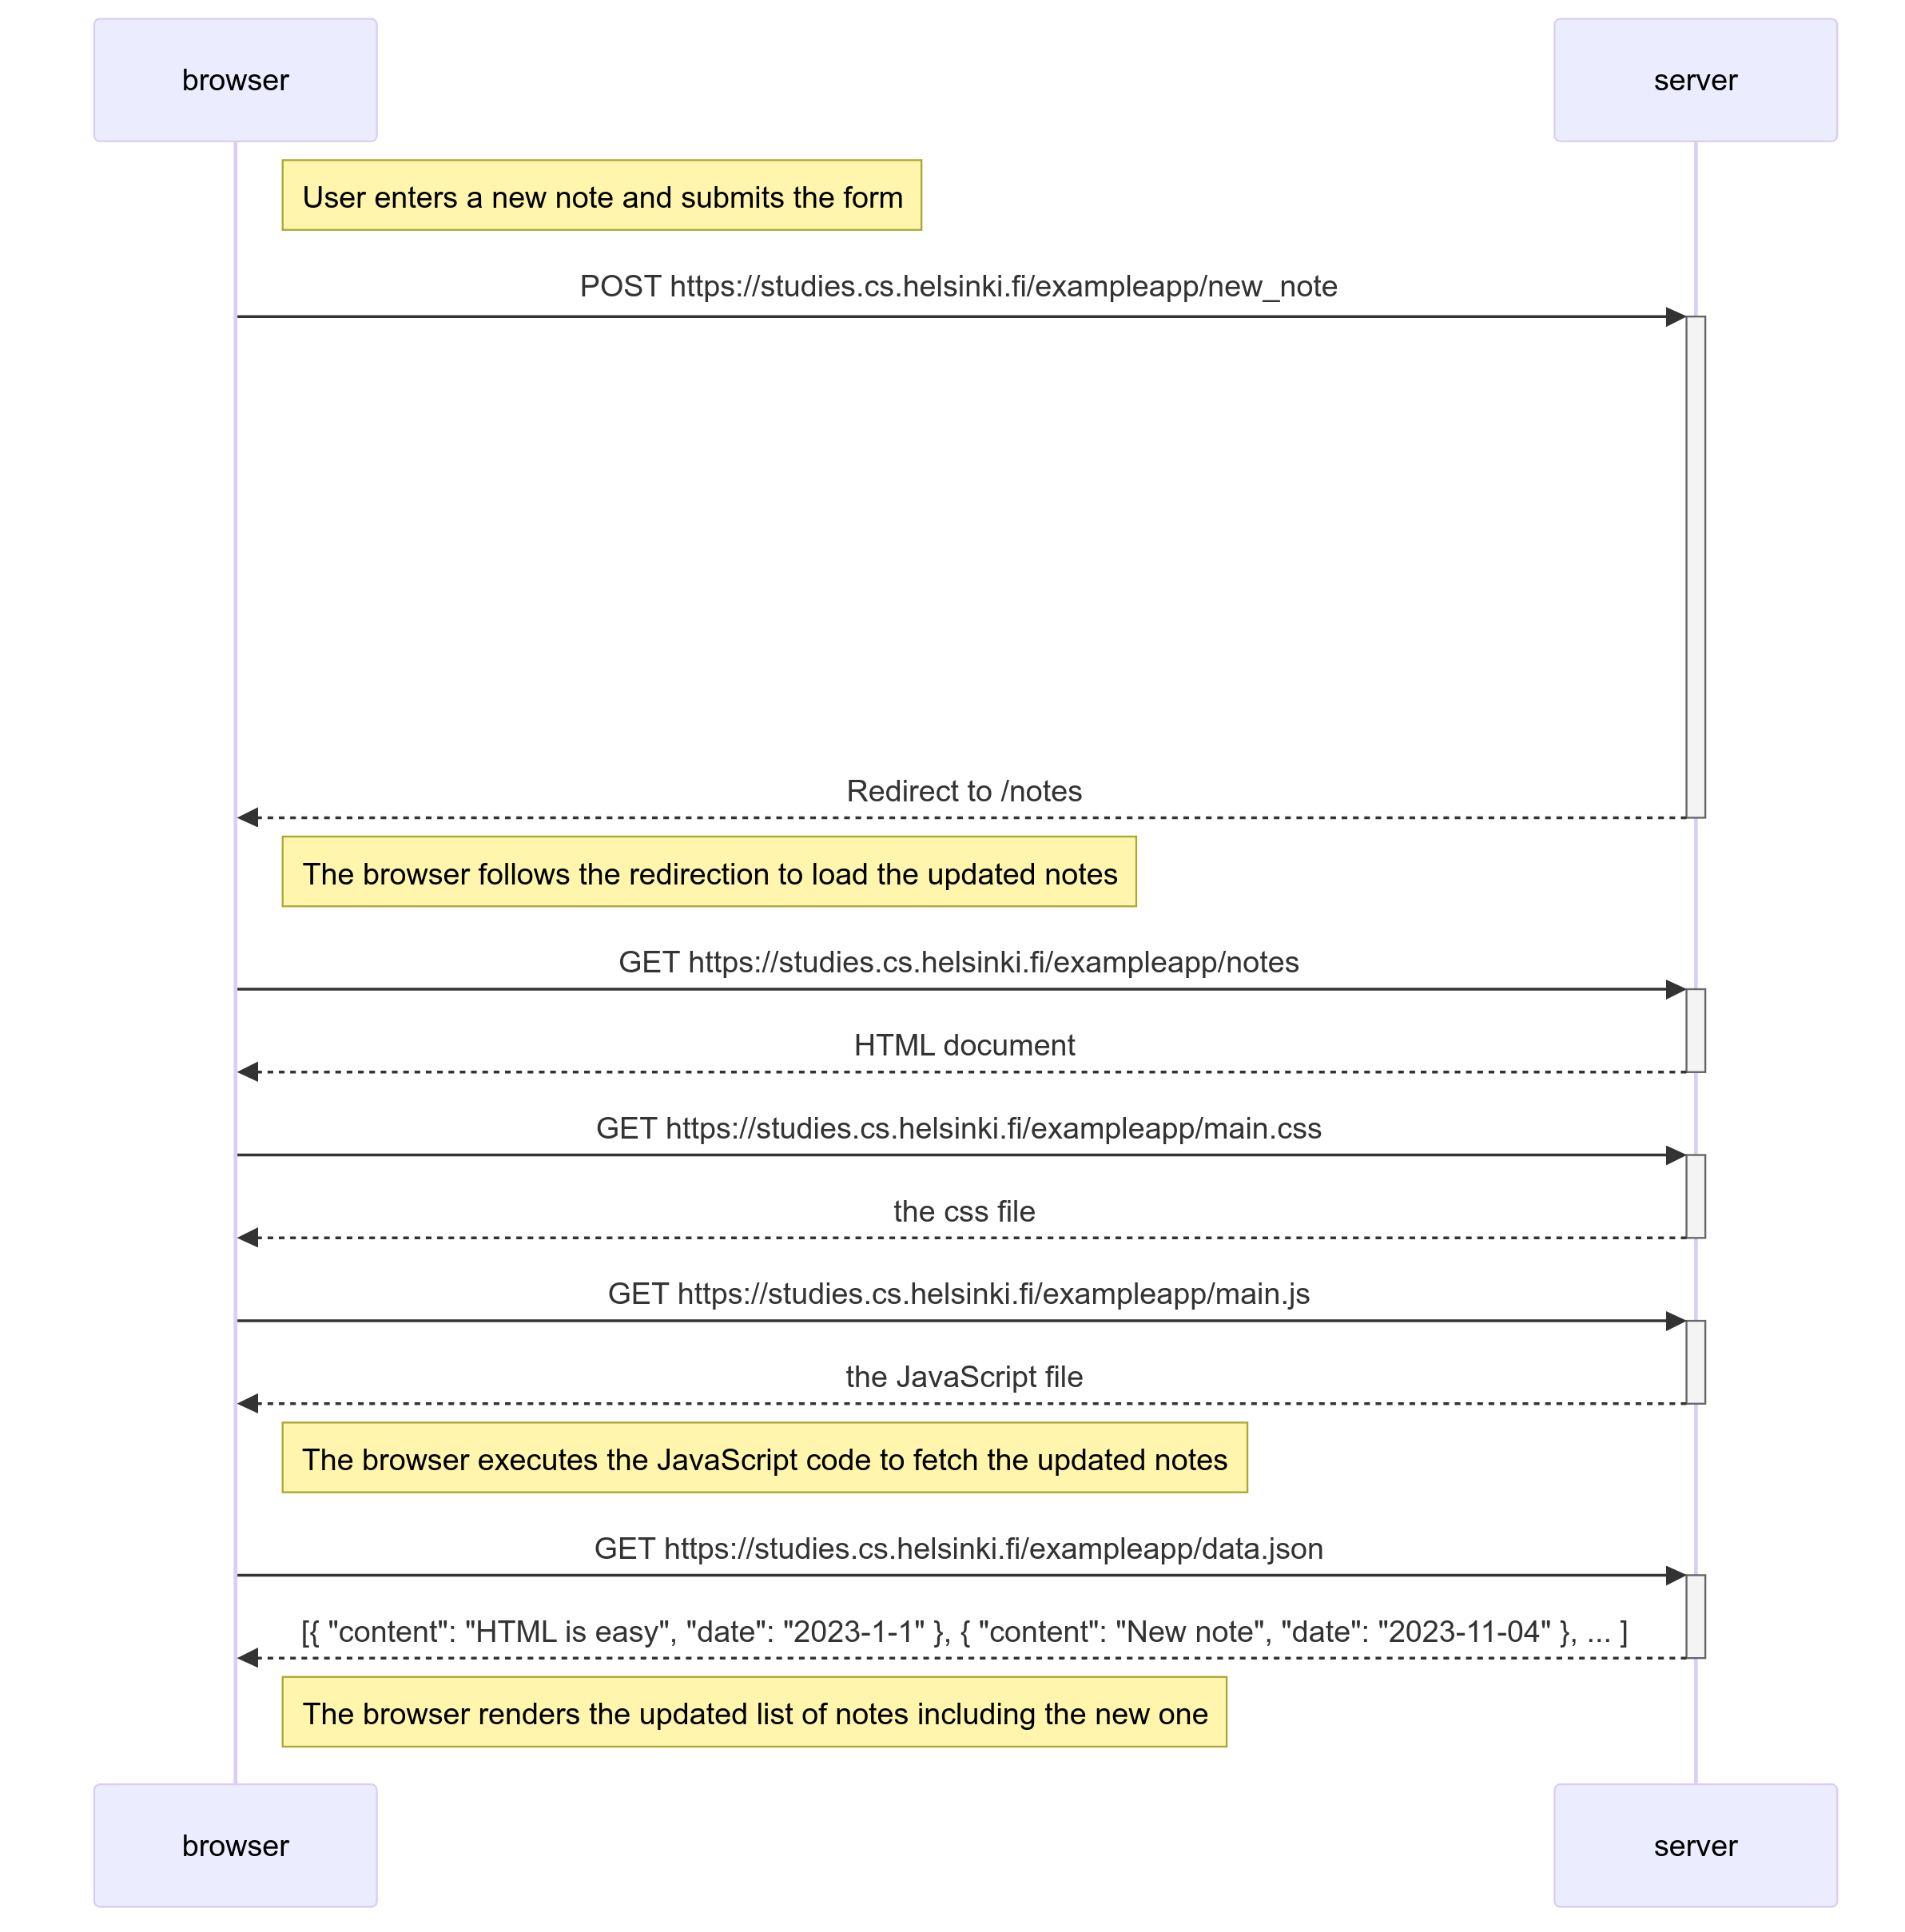 browser
server
User enters a new note and submits the form
POST https://studies.cs.helsinki.fi/exampleapp/new_note
Redirect to /notes
The browser follows the redirection to load the updated notes
GET https://studies.cs.helsinki.fi/exampleapp/notes
HTML document
GET https://studies.cs.helsinki.fi/exampleapp/main.css
the css file
GET https://studies.cs.helsinki.fi/exampleapp/main.js
the JavaScript file
The browser executes the JavaScript code to fetch the updated notes
GET https://studies.cs.helsinki.fi/exampleapp/data.json
[{ "content": "HTML is easy", "date": "2023-1-1" }, { "content": "New note", "date": "2023-11-04" }, ... ]
The browser renders the updated list of notes including the new one
browser
server